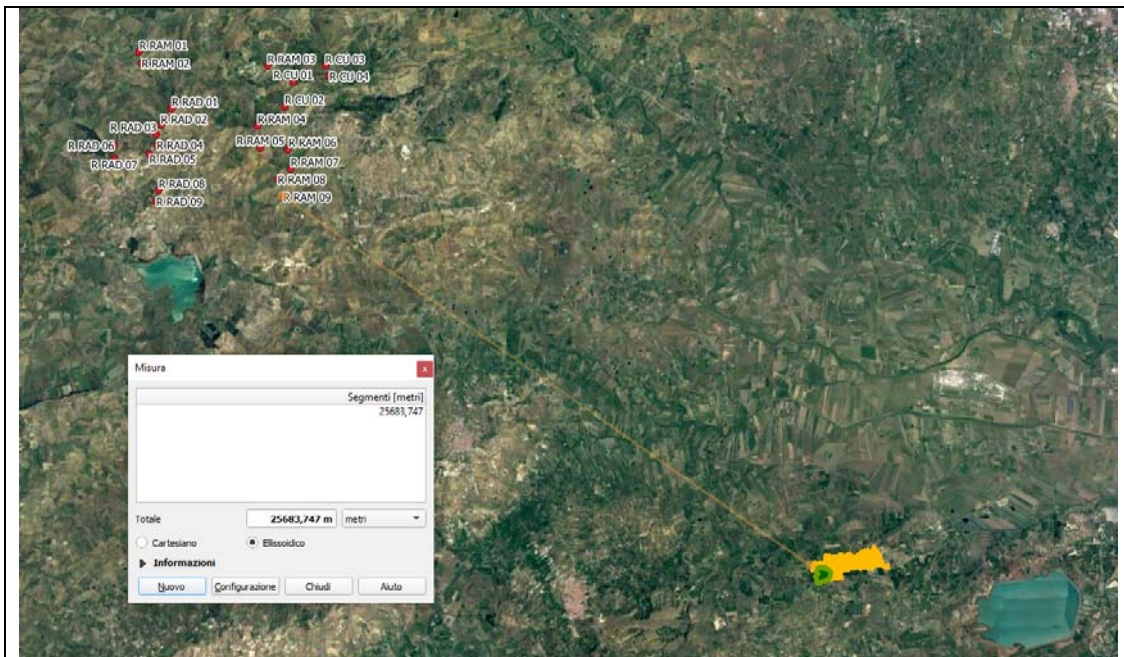 R RAM 01
R RAM 02
R RAM 03 R CU 03
R CU 01 R CU 04
R RAD 01 R CU 02
R RAD 02 R RAM 04
R RAD 03
R RAD 06 R RAD 04 R RAM 05 R RAM 06
R RAD 07 R RAD 05 R RAM 07
R RAD 08 R RAM 08
R RAD 09 R RAM 09
Misura
x
Segmenti [metri]
25683,747
Totale 25683,747 m metri
Cartesiano Ellissoidico
Informazioni
Nuovo Configurazione Chiudi Aiuto